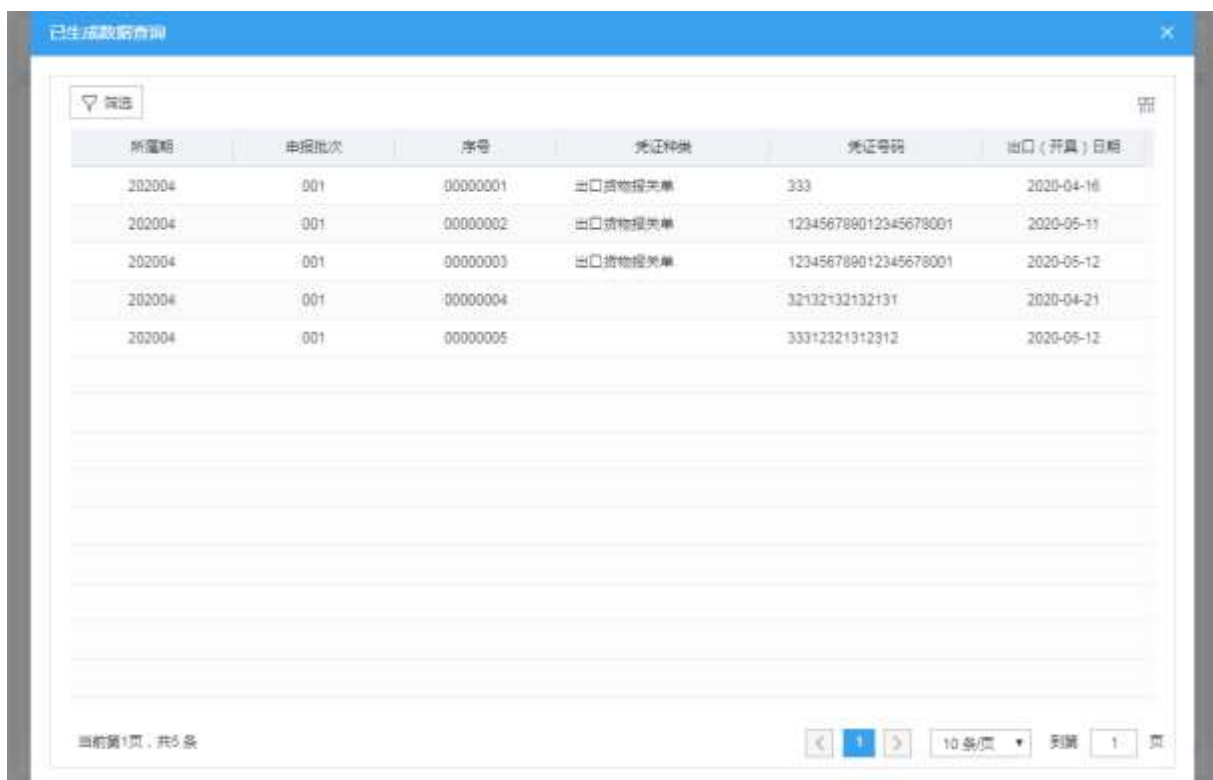 已生成数据查询
筛选
所属期 申报批次 序号 凭证种类 凭证号码 出口（开具）日期
202004 001 00000001 出口货物报关单 333 2020-04-16
202004 001 00000002 出口货物报关单 123456789012345678001 2020-05-11
202004 001 00000003 出口货物报关单 123456789012345678001 2020-05-12
202004 001 00000004 32132132132131 2020-04-21
202004 001 00000005 33312321312312 2020-05-12
当前第1页，共5 条 1 10 条/页 到第 1 页